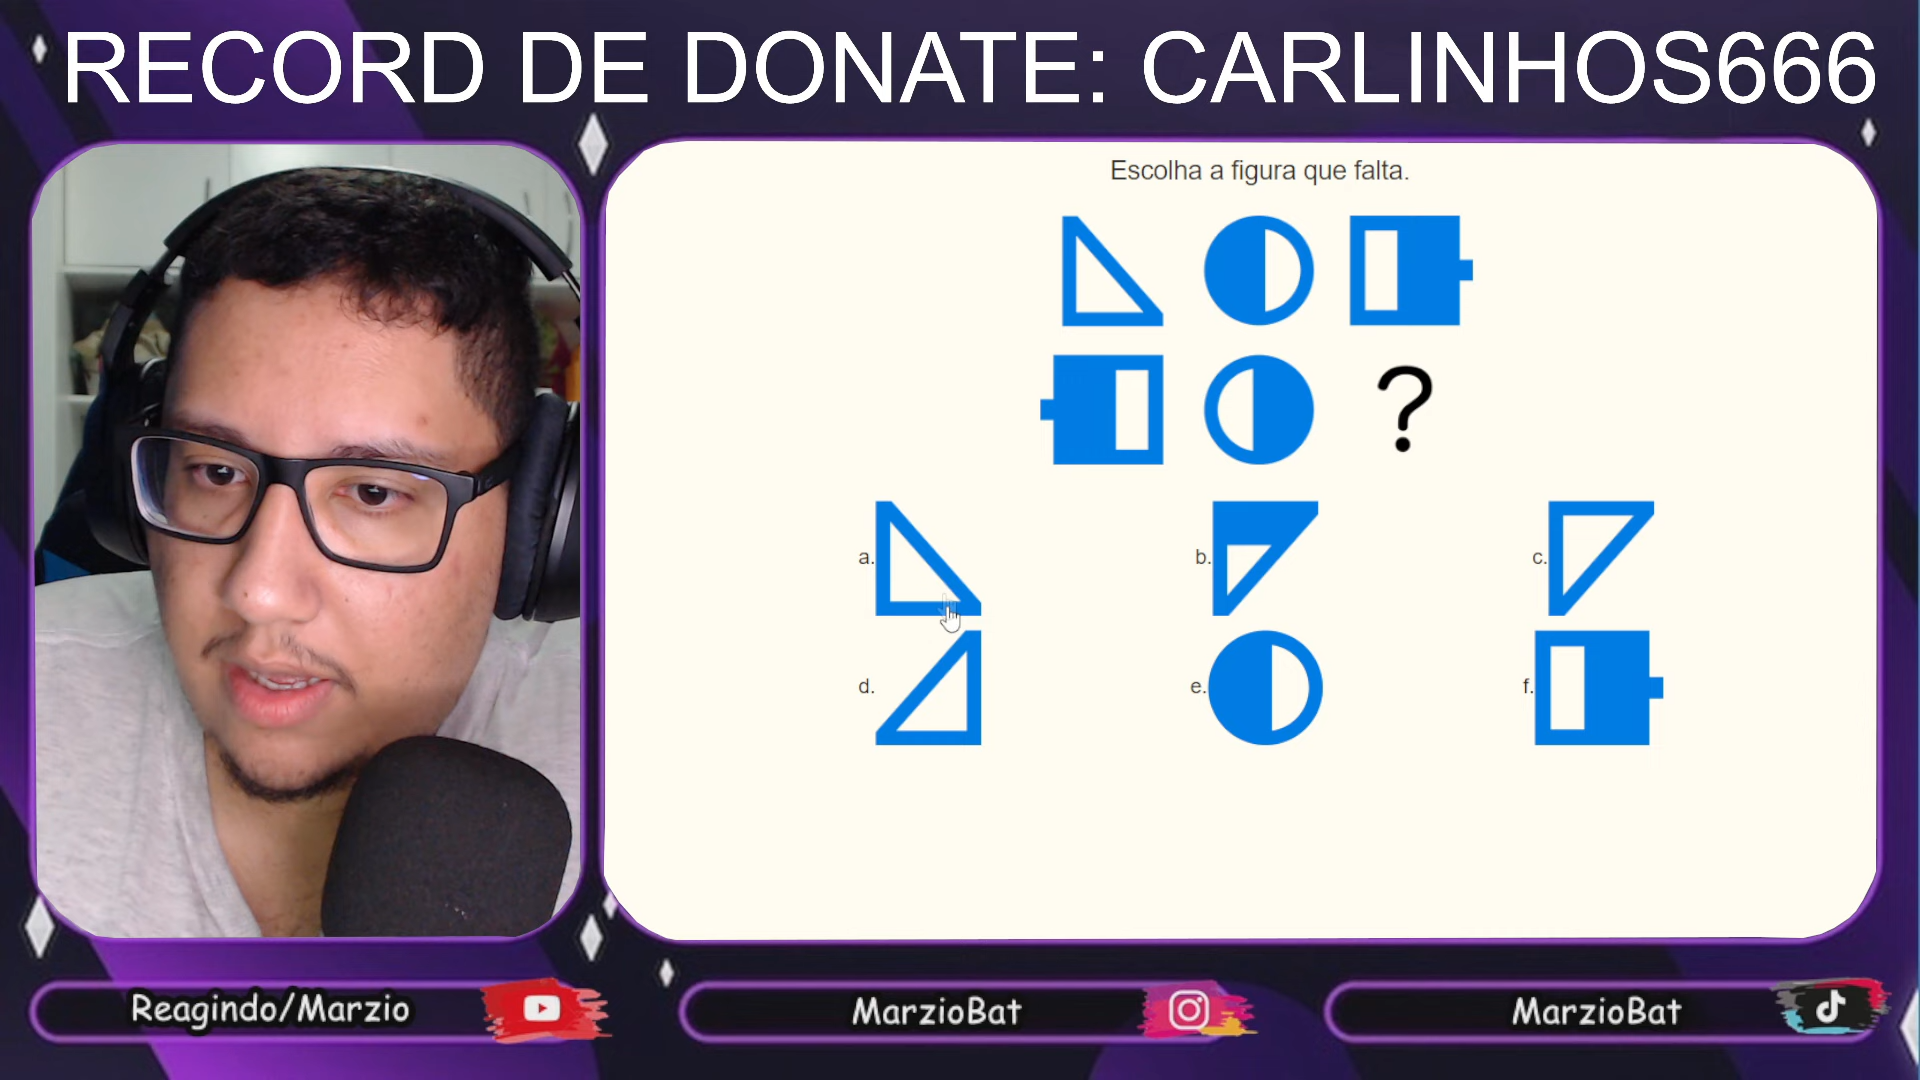 RECORD DE DONATE: CARLINHOS666
Escolha a figura que falta.
?
a.
b.
c.
d.
e.
f.
Reagindo/Marzio
MarzioBat
MarzioBat